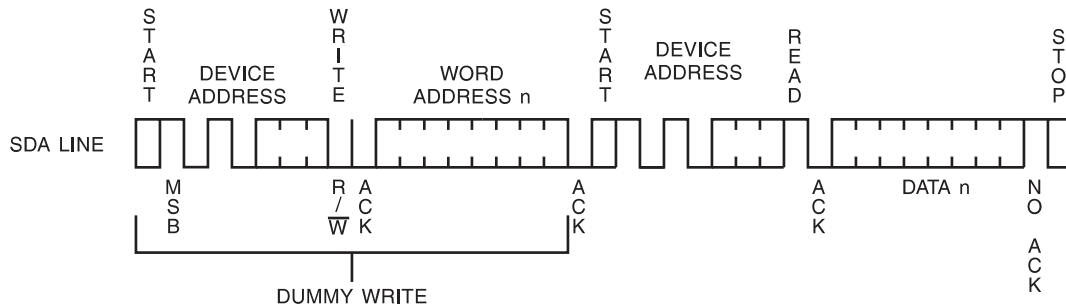 START
DEVICE
ADDRESS
WRITE
WORD
ADDRESS n
START
DEVICE
ADDRESS
READ
STOP
SDA LINE
MSB
R/W
ACK
ACK
ACK
DATA n
NO ACK
DUMMY WRITE